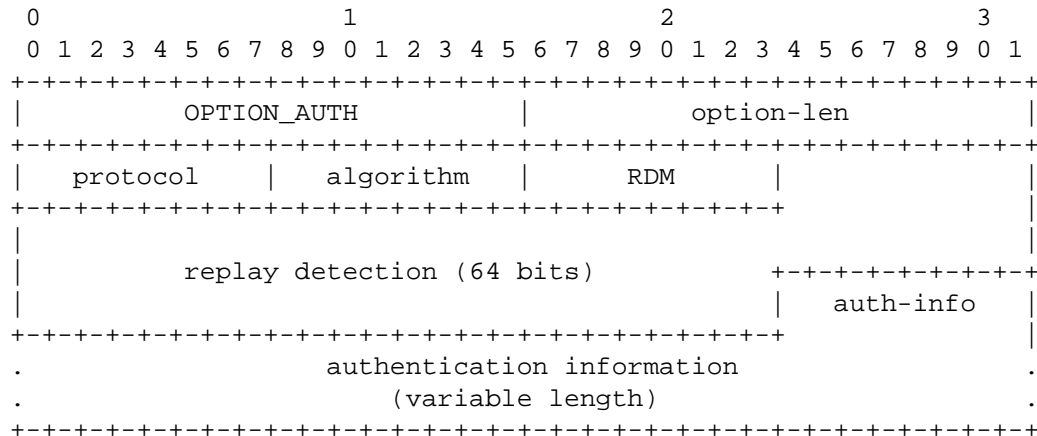 0                   1                   2                   3
 0 1 2 3 4 5 6 7 8 9 0 1 2 3 4 5 6 7 8 9 0 1 2 3 4 5 6 7 8 9 0 1
+-+-+-+-+-+-+-+-+-+-+-+-+-+-+-+-+-+-+-+-+-+-+-+-+-+-+-+-+-+-+-+-+
|          OPTION_AUTH          |          option-len           |
+-+-+-+-+-+-+-+-+-+-+-+-+-+-+-+-+-+-+-+-+-+-+-+-+-+-+-+-+-+-+-+-+
|   protocol    |   algorithm   |      RDM      |               |
+-+-+-+-+-+-+-+-+-+-+-+-+-+-+-+-+-+-+-+-+-+-+-+-+               |
|                                                               |
|          replay detection (64 bits)           +-+-+-+-+-+-+-+-+
|                                               |   auth-info   |
+-+-+-+-+-+-+-+-+-+-+-+-+-+-+-+-+-+-+-+-+-+-+-+-+               |
.                   authentication information                  .
.                       (variable length)                       .
+-+-+-+-+-+-+-+-+-+-+-+-+-+-+-+-+-+-+-+-+-+-+-+-+-+-+-+-+-+-+-+-+